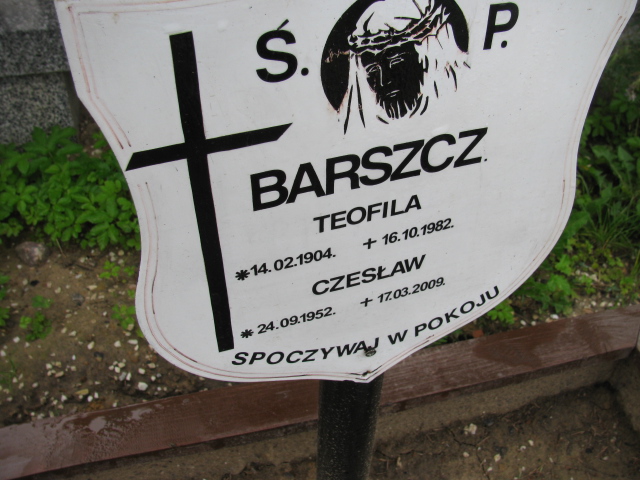 Ś. P.
BARSZCZ.
TEOFILA
*14.02.1904. +16.10.1982.
CZESŁAW
*24.09.1952. +17.03.2009.
SPOCZYWAJ W POKOJU